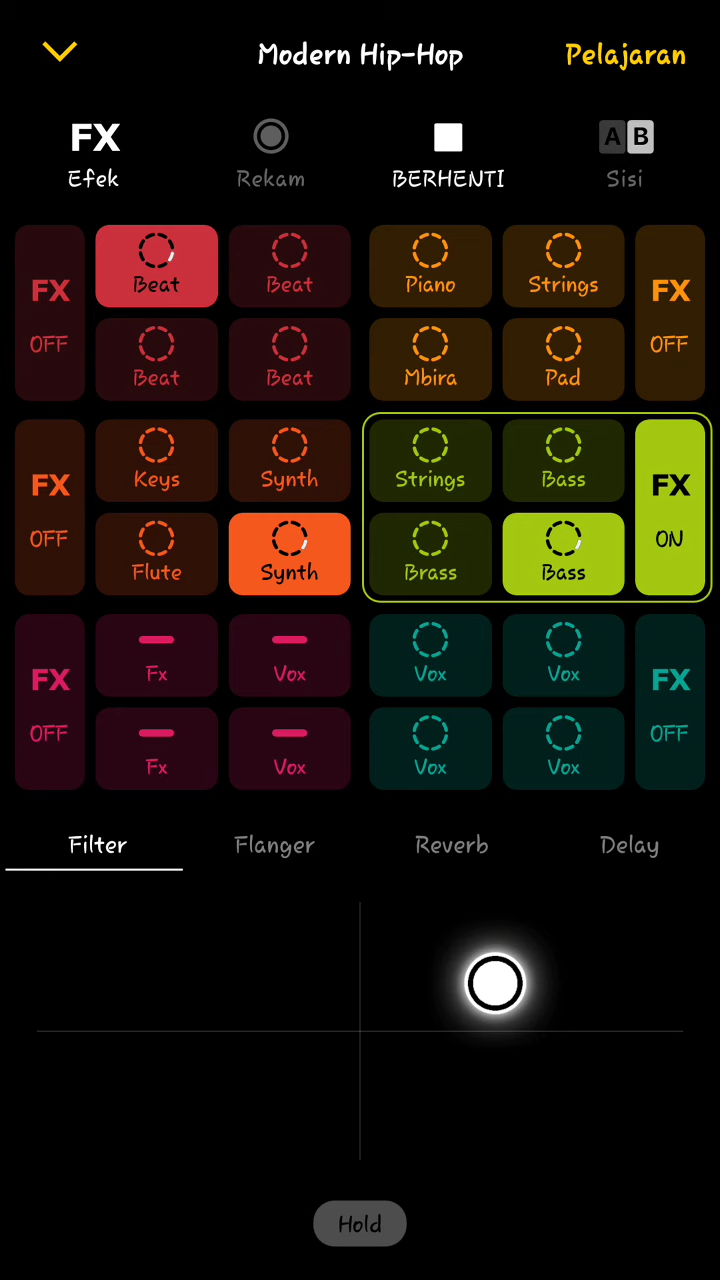 Modern Hip-Hop
Pelajaran
FX
A B
Efek
Rekam
BERHENTI
Sisi
FX
OFF
Beat
Beat
Beat
Beat
Piano
Strings
Mbira
Pad
FX
OFF
FX
OFF
Keys
Synth
Flute
Synth
Strings
Bass
Brass
Bass
FX
ON
FX
OFF
Fx
Vox
Fx
Vox
Vox
Vox
Vox
Vox
FX
OFF
Filter
Flanger
Reverb
Delay
Hold